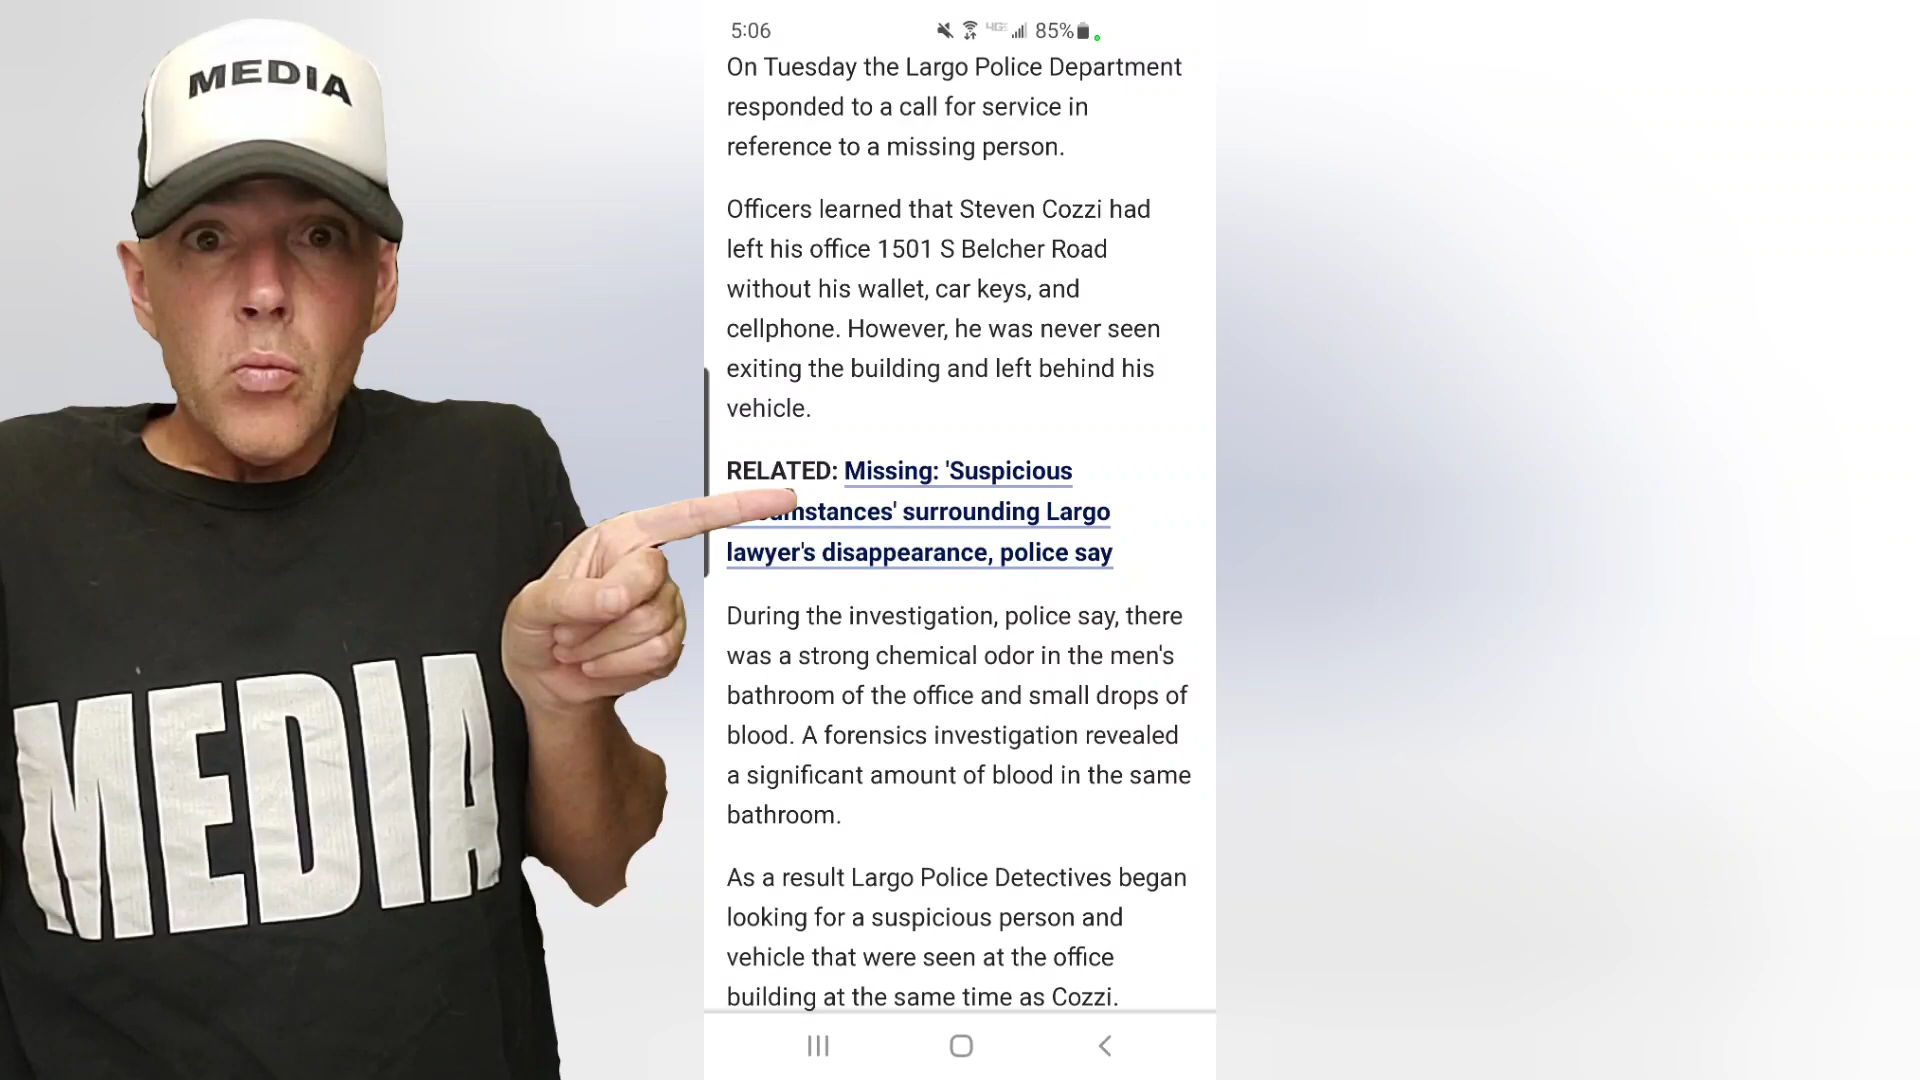 MEDIA
MEDIA
5:06
4G 85%
On Tuesday the Largo Police Department
responded to a call for service in
reference to a missing person.
Officers learned that Steven Cozzi had
left his office 1501 S Belcher Road
without his wallet, car keys, and
cellphone. However, he was never seen
exiting the building and left behind his
vehicle.
RELATED: Missing: 'Suspicious
umstances' surrounding Largo
lawyer's disappearance, police say
During the investigation, police say, there
was a strong chemical odor in the men's
bathroom of the office and small drops of
blood. A forensics investigation revealed
a significant amount of blood in the same
bathroom.
As a result Largo Police Detectives began
looking for a suspicious person and
vehicle that were seen at the office
building at the same time as Cozzi.